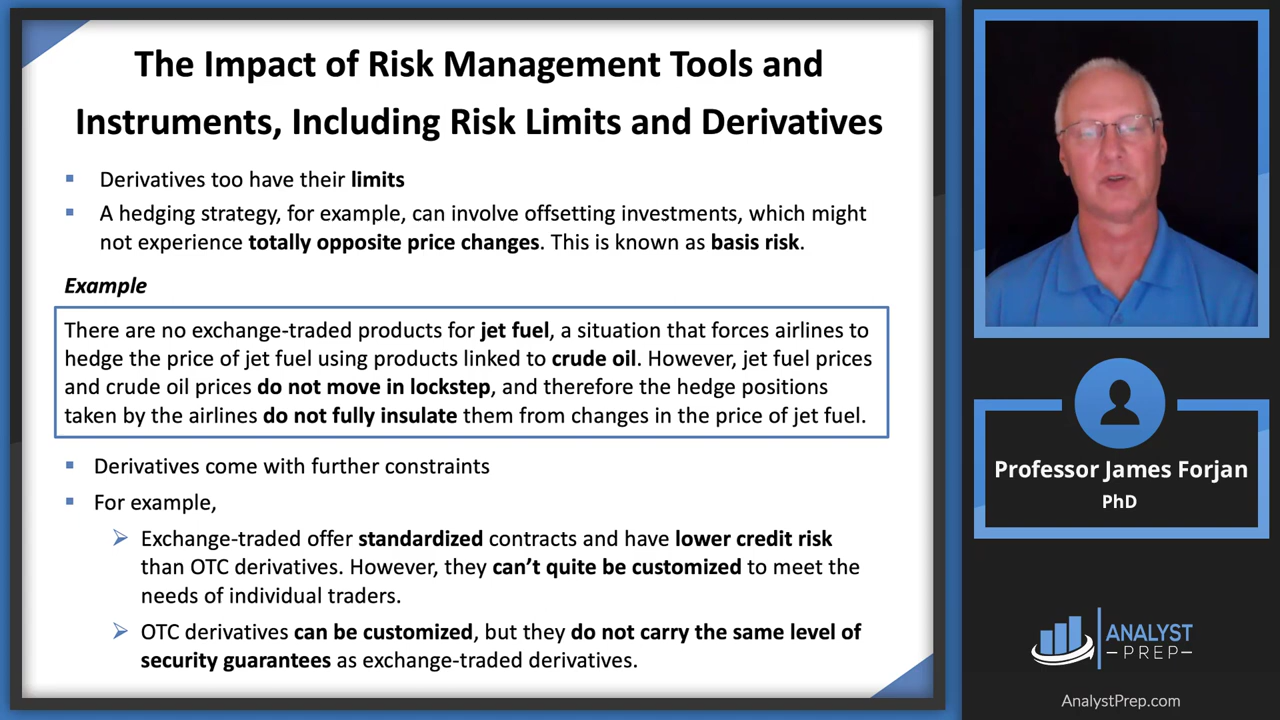 The Impact of Risk Management Tools and
Instruments, Including Risk Limits and Derivatives
Derivatives too have their limits
A hedging strategy, for example, can involve offsetting investments, which might
not experience totally opposite price changes. This is known as basis risk.
Example
There are no exchange-traded products for jet fuel, a situation that forces airlines to
hedge the price of jet fuel using products linked to crude oil. However, jet fuel prices
and crude oil prices do not move in lockstep, and therefore the hedge positions
taken by the airlines do not fully insulate them from changes in the price of jet fuel.
Derivatives come with further constraints
For example,
Exchange-traded offer standardized contracts and have lower credit risk
than OTC derivatives. However, they can’t quite be customized to meet the
needs of individual traders.
OTC derivatives can be customized, but they do not carry the same level of
security guarantees as exchange-traded derivatives.
Professor James Forjan
PhD
ANALYST
PREP
AnalystPrep.com